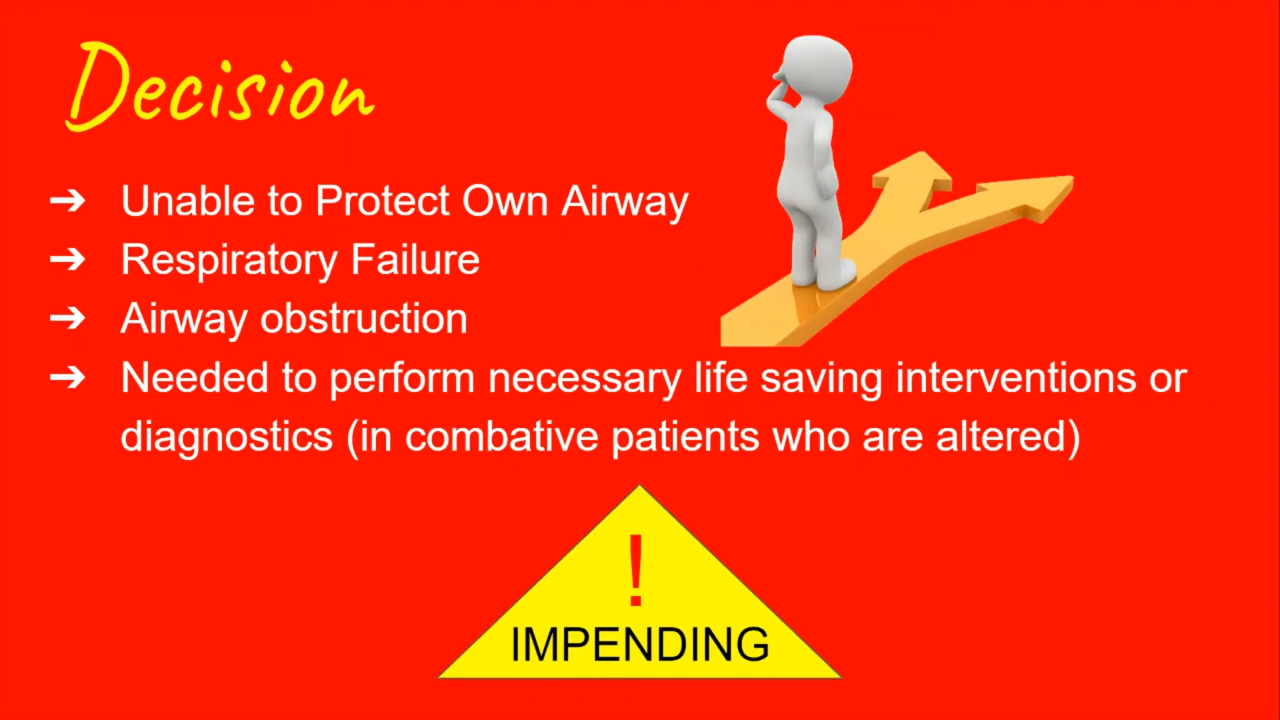 Decision
➔ Unable to Protect Own Airway
➔ Respiratory Failure
➔ Airway obstruction
➔ Needed to perform necessary life saving interventions or
diagnostics (in combative patients who are altered)
!
IMPENDING